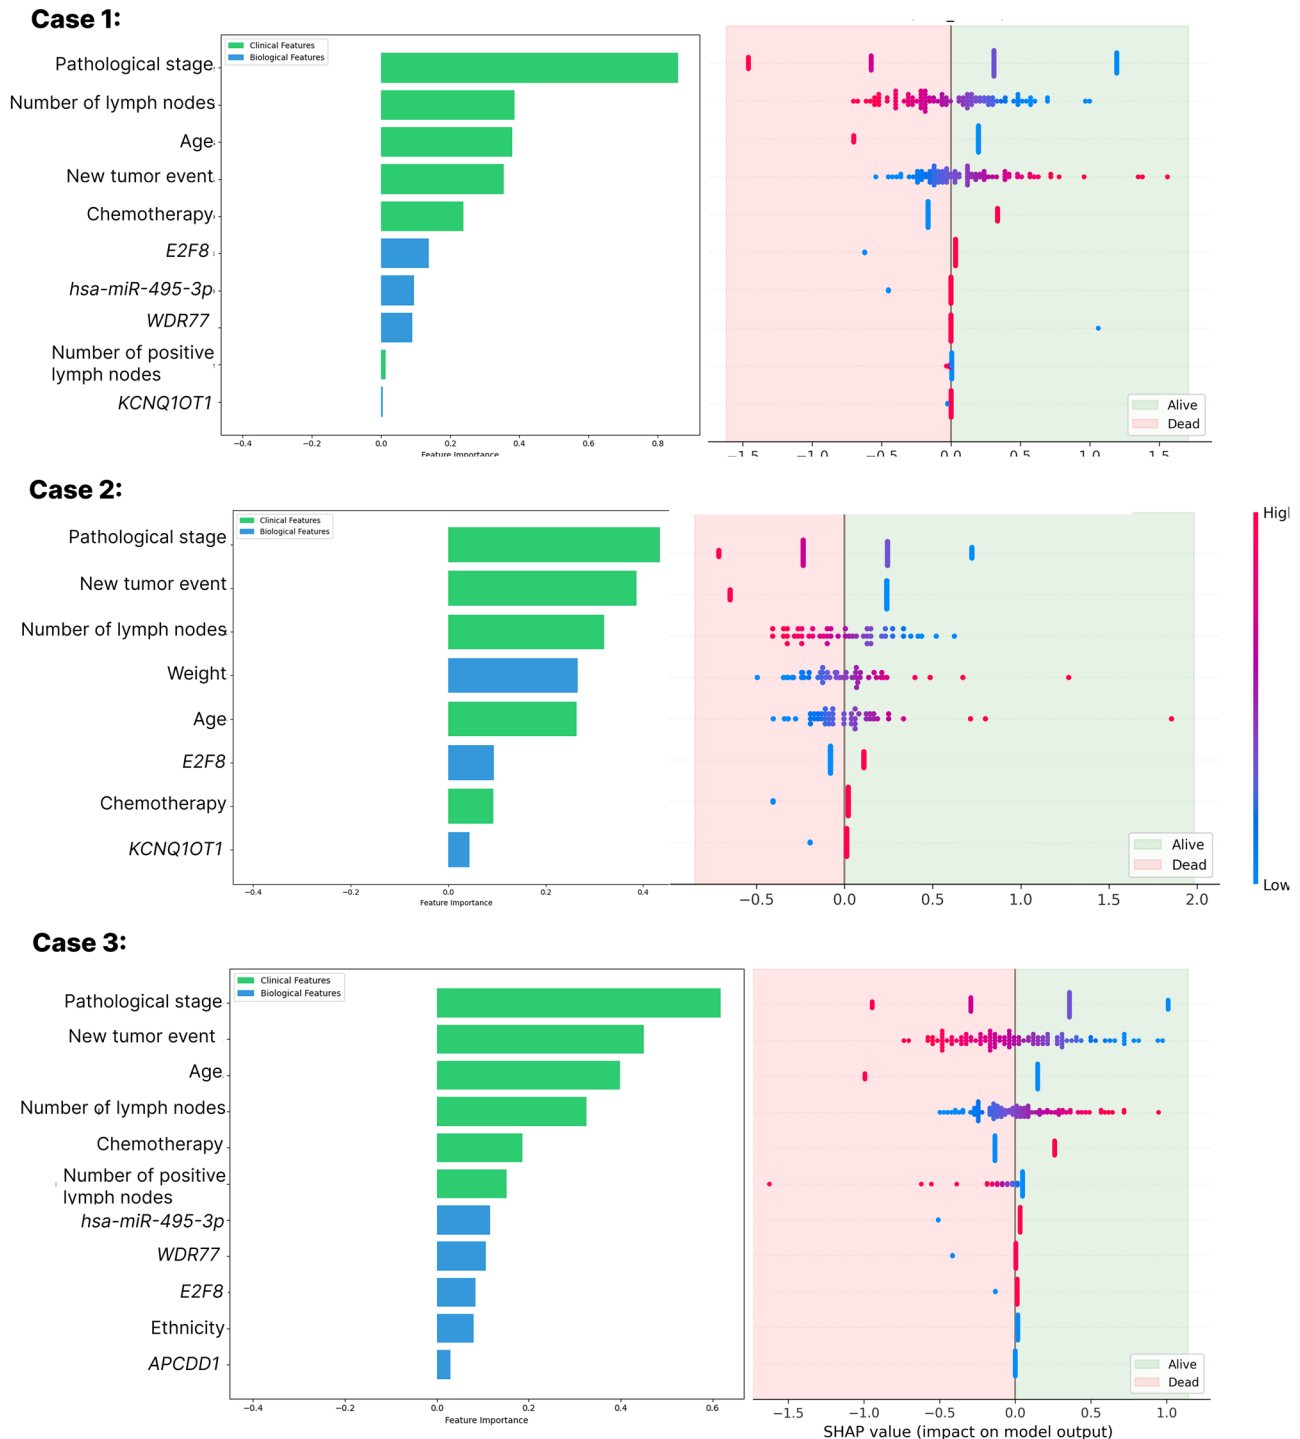 Case 1:
Clinical Features
Biological Features
Pathological stage
Number of lymph nodes
Age
New tumor event
Chemotherapy
E2F8
hsa-miR-495-3p
WDR77
Number of positive
lymph nodes
KCNQ1OT1
−0.4 −0.2 0.0 0.2 0.4 0.6 0.8
Feature Importance
Alive
Dead
−1.5 −1.0 −0.5 0.0 0.5 1.0 1.5
Case 2:
Clinical Features
Biological Features
Pathological stage
New tumor event
Number of lymph nodes
Weight
Age
E2F8
Chemotherapy
KCNQ1OT1
−0.4 −0.2 0.0 0.2 0.4
Feature Importance
Alive
Dead
−0.5 0.0 0.5 1.0 1.5 2.0
High
Low
Case 3:
Clinical Features
Biological Features
Pathological stage
New tumor event
Age
Number of lymph nodes
Chemotherapy
Number of positive
lymph nodes
hsa-miR-495-3p
WDR77
E2F8
Ethnicity
APCDD1
−0.4 −0.2 0.0 0.2 0.4 0.6
Feature Importance
Alive
Dead
−1.5 −1.0 −0.5 0.0 0.5 1.0
SHAP value (impact on model output)